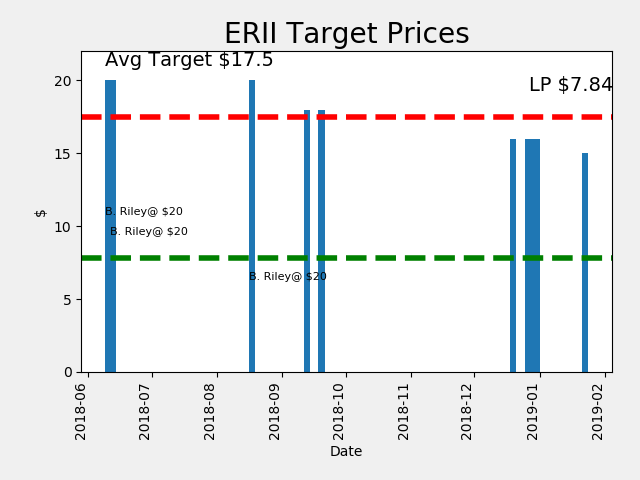 ERII Target Prices
Avg Target $17.5
LP $7.84
20
15
10
5
0
$
B. Riley@ $20
B. Riley@ $20
B. Riley@ $20
2018-06
2018-07
2018-08
2018-09
2018-10
2018-11
2018-12
2019-01
2019-02
Date